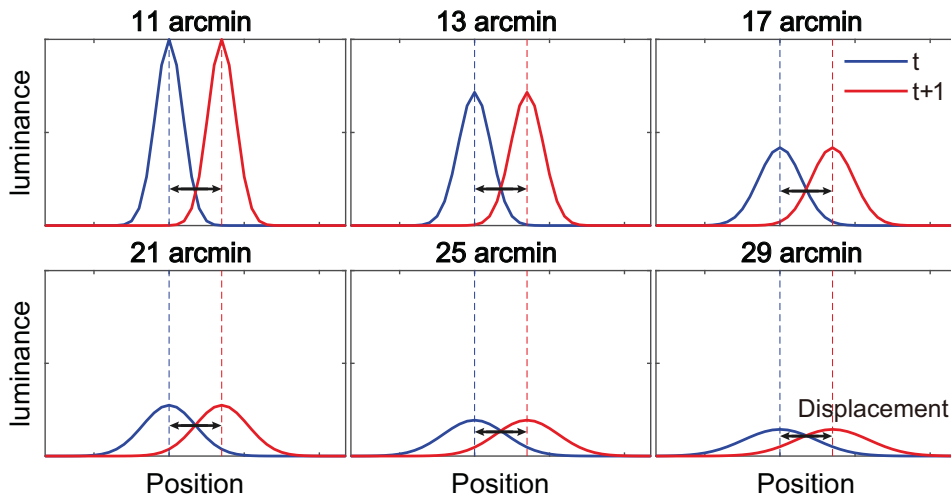 11 arcmin
13 arcmin
17 arcmin
luminance
t
t+1
21 arcmin
25 arcmin
29 arcmin
luminance
Displacement
Position
Position
Position